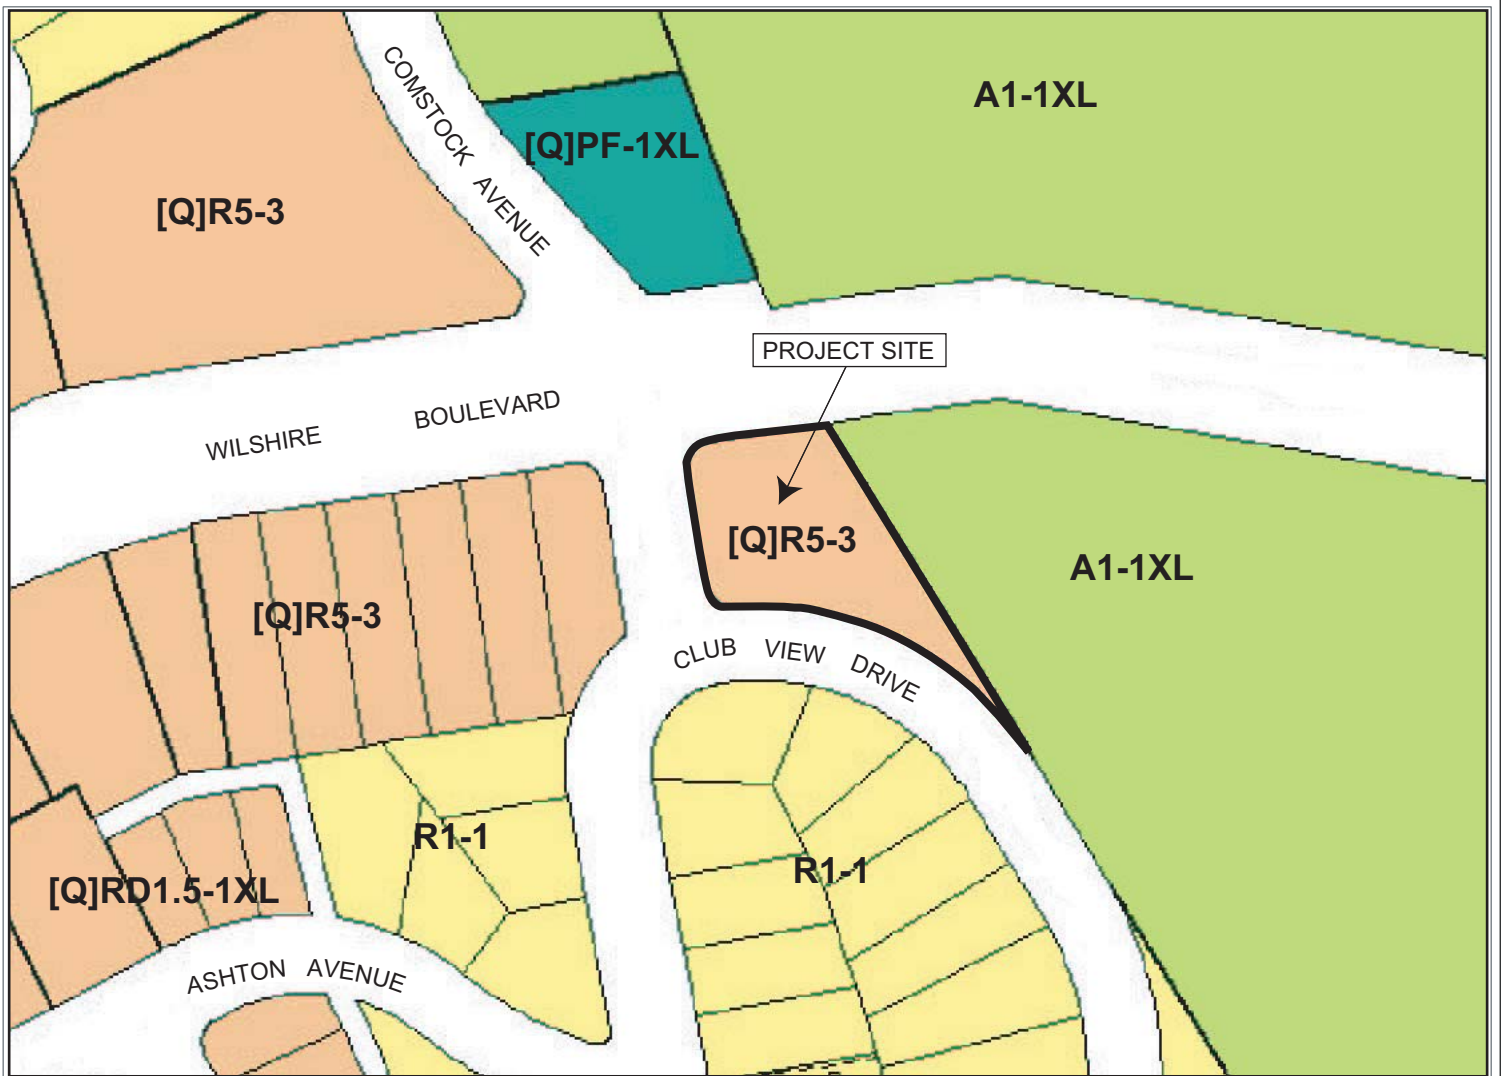 A1-1XL
COMSTOCK AVENUE
[Q]PF-1XL
[Q]R5-3
PROJECT SITE
WILSHIRE BOULEVARD
[Q]R5-3
A1-1XL
[Q]R5-3
CLUB VIEW DRIVE
R1-1
R1-1
[Q]RD1.5-1XL
ASHTON AVENUE